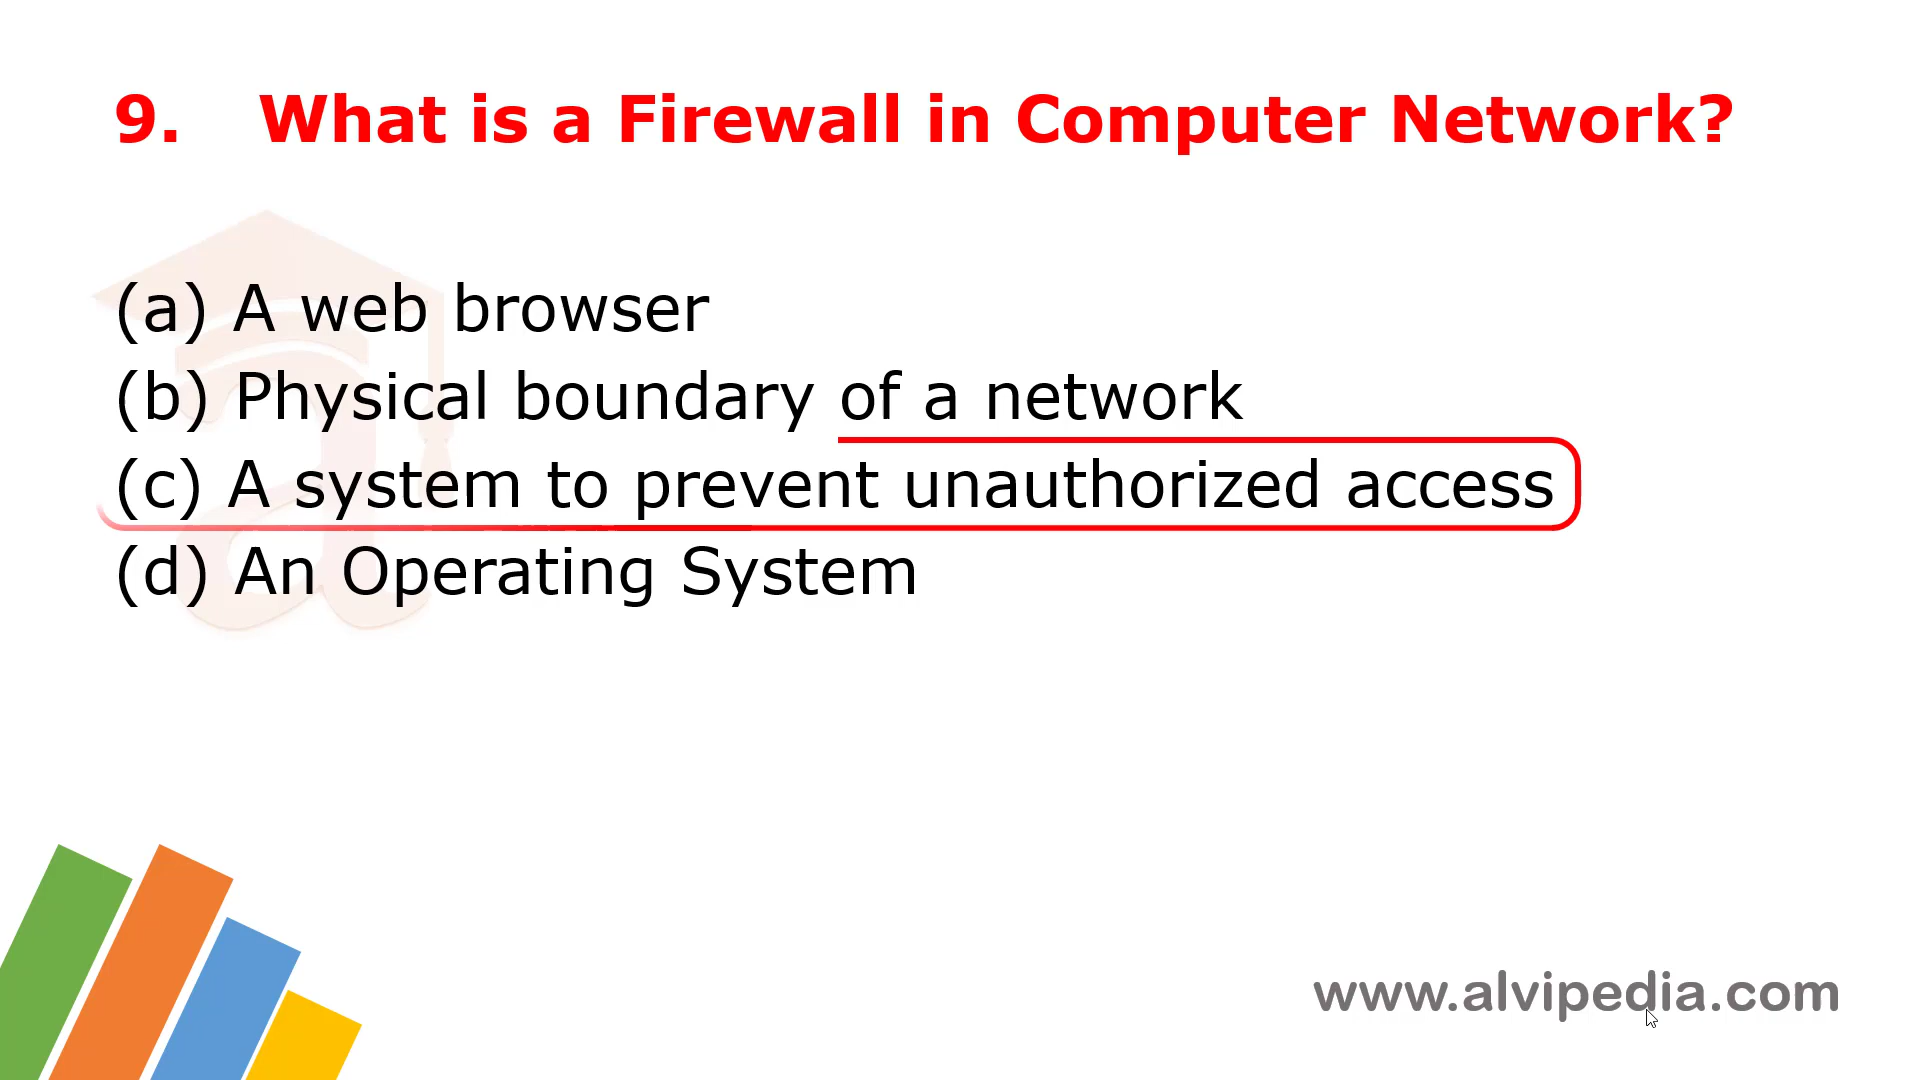 9. What is a Firewall in Computer Network?
(a) A web browser
(b) Physical boundary of a network
(c) A system to prevent unauthorized access
(d) An Operating System
www.alvipedia.com